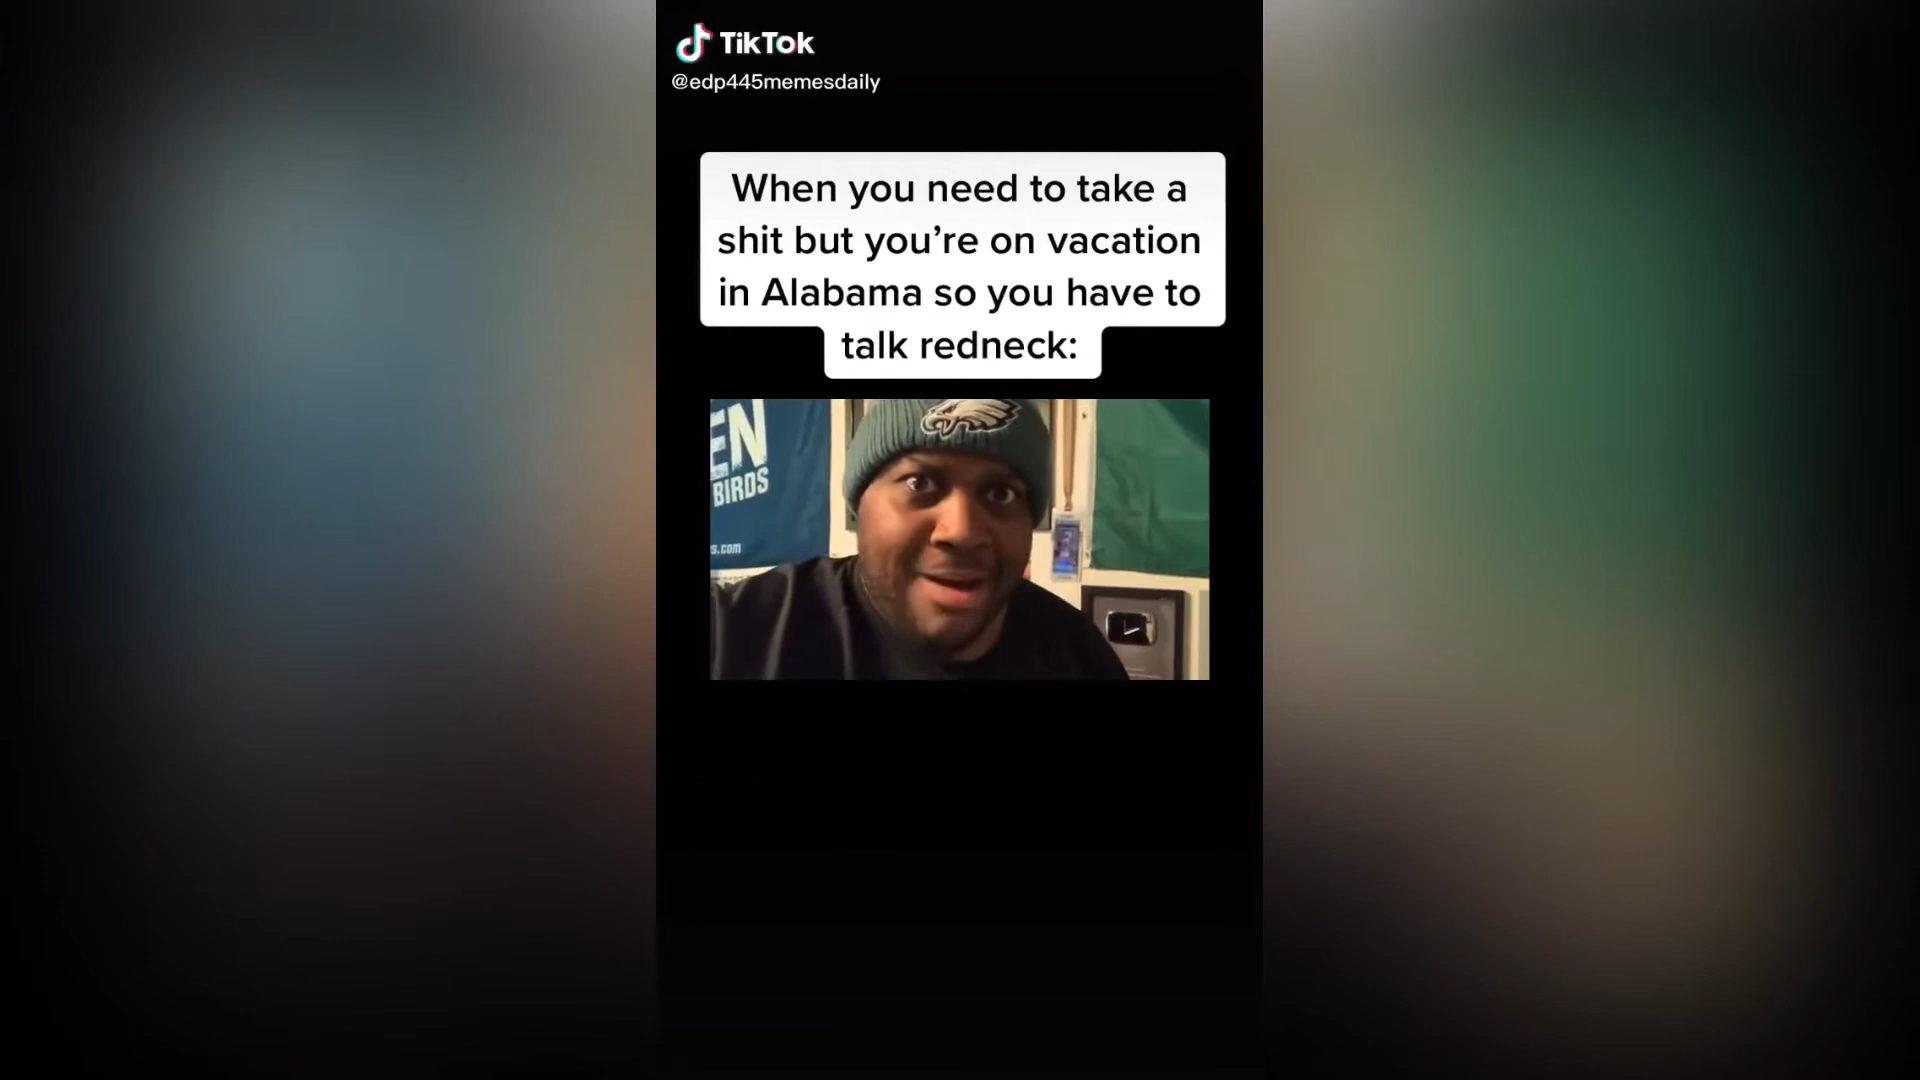 TikTok
@edp445memesdaily
When you need to take a
shit but you’re on vacation
in Alabama so you have to
talk redneck:
EN
BIRDS
s.com